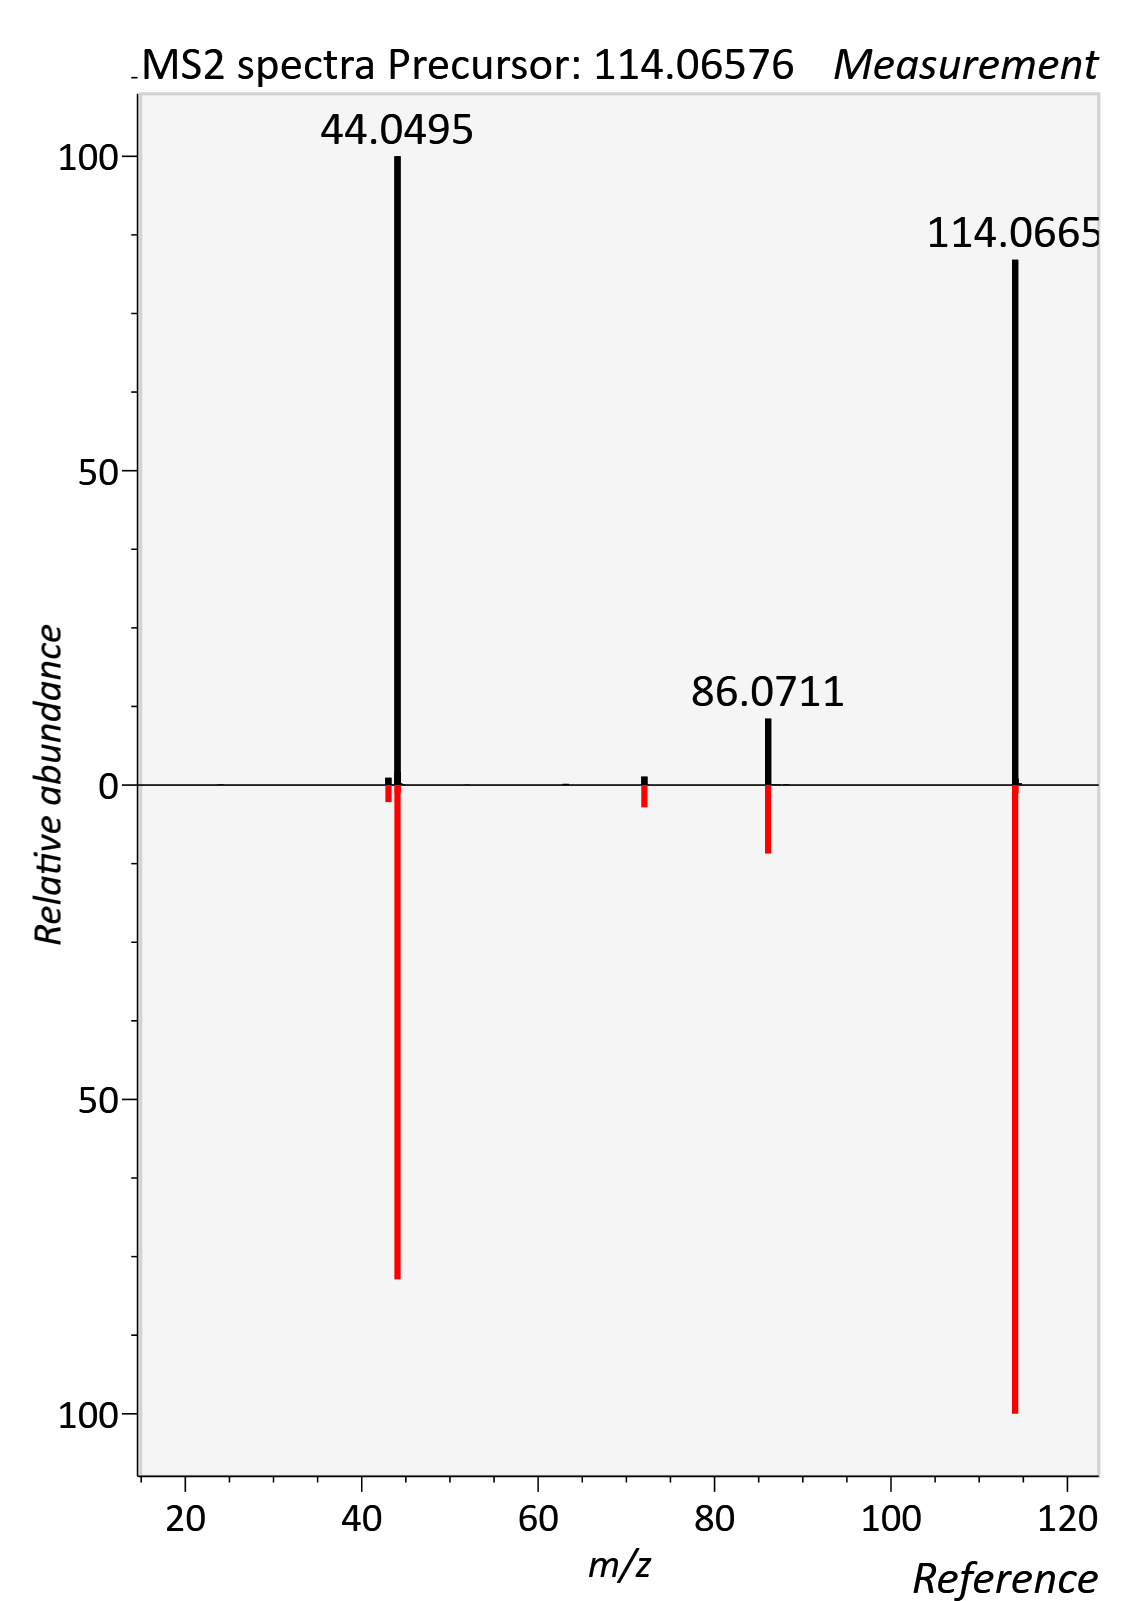 MS2 spectra Precursor: 114.06576 Measurement
44.0495
100
114.0665
50
86.0711
0
Relative abundance
50
100
20 40 60 80 100 120
m/z
Reference